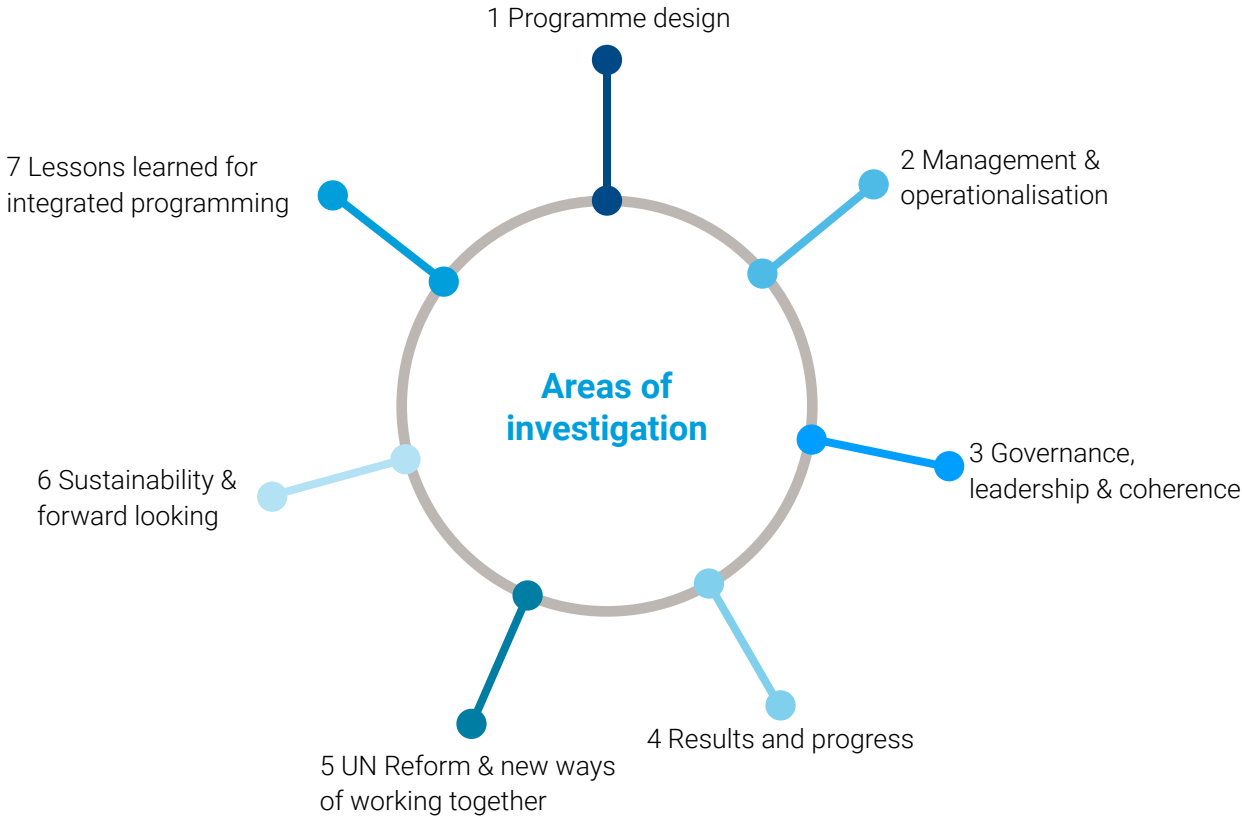 1 Programme design
2 Management &
operationalisation
3 Governance,
leadership & coherence
4 Results and progress
5 UN Reform & new ways
of working together
6 Sustainability &
forward looking
7 Lessons learned for
integrated programming
Areas of
investigation